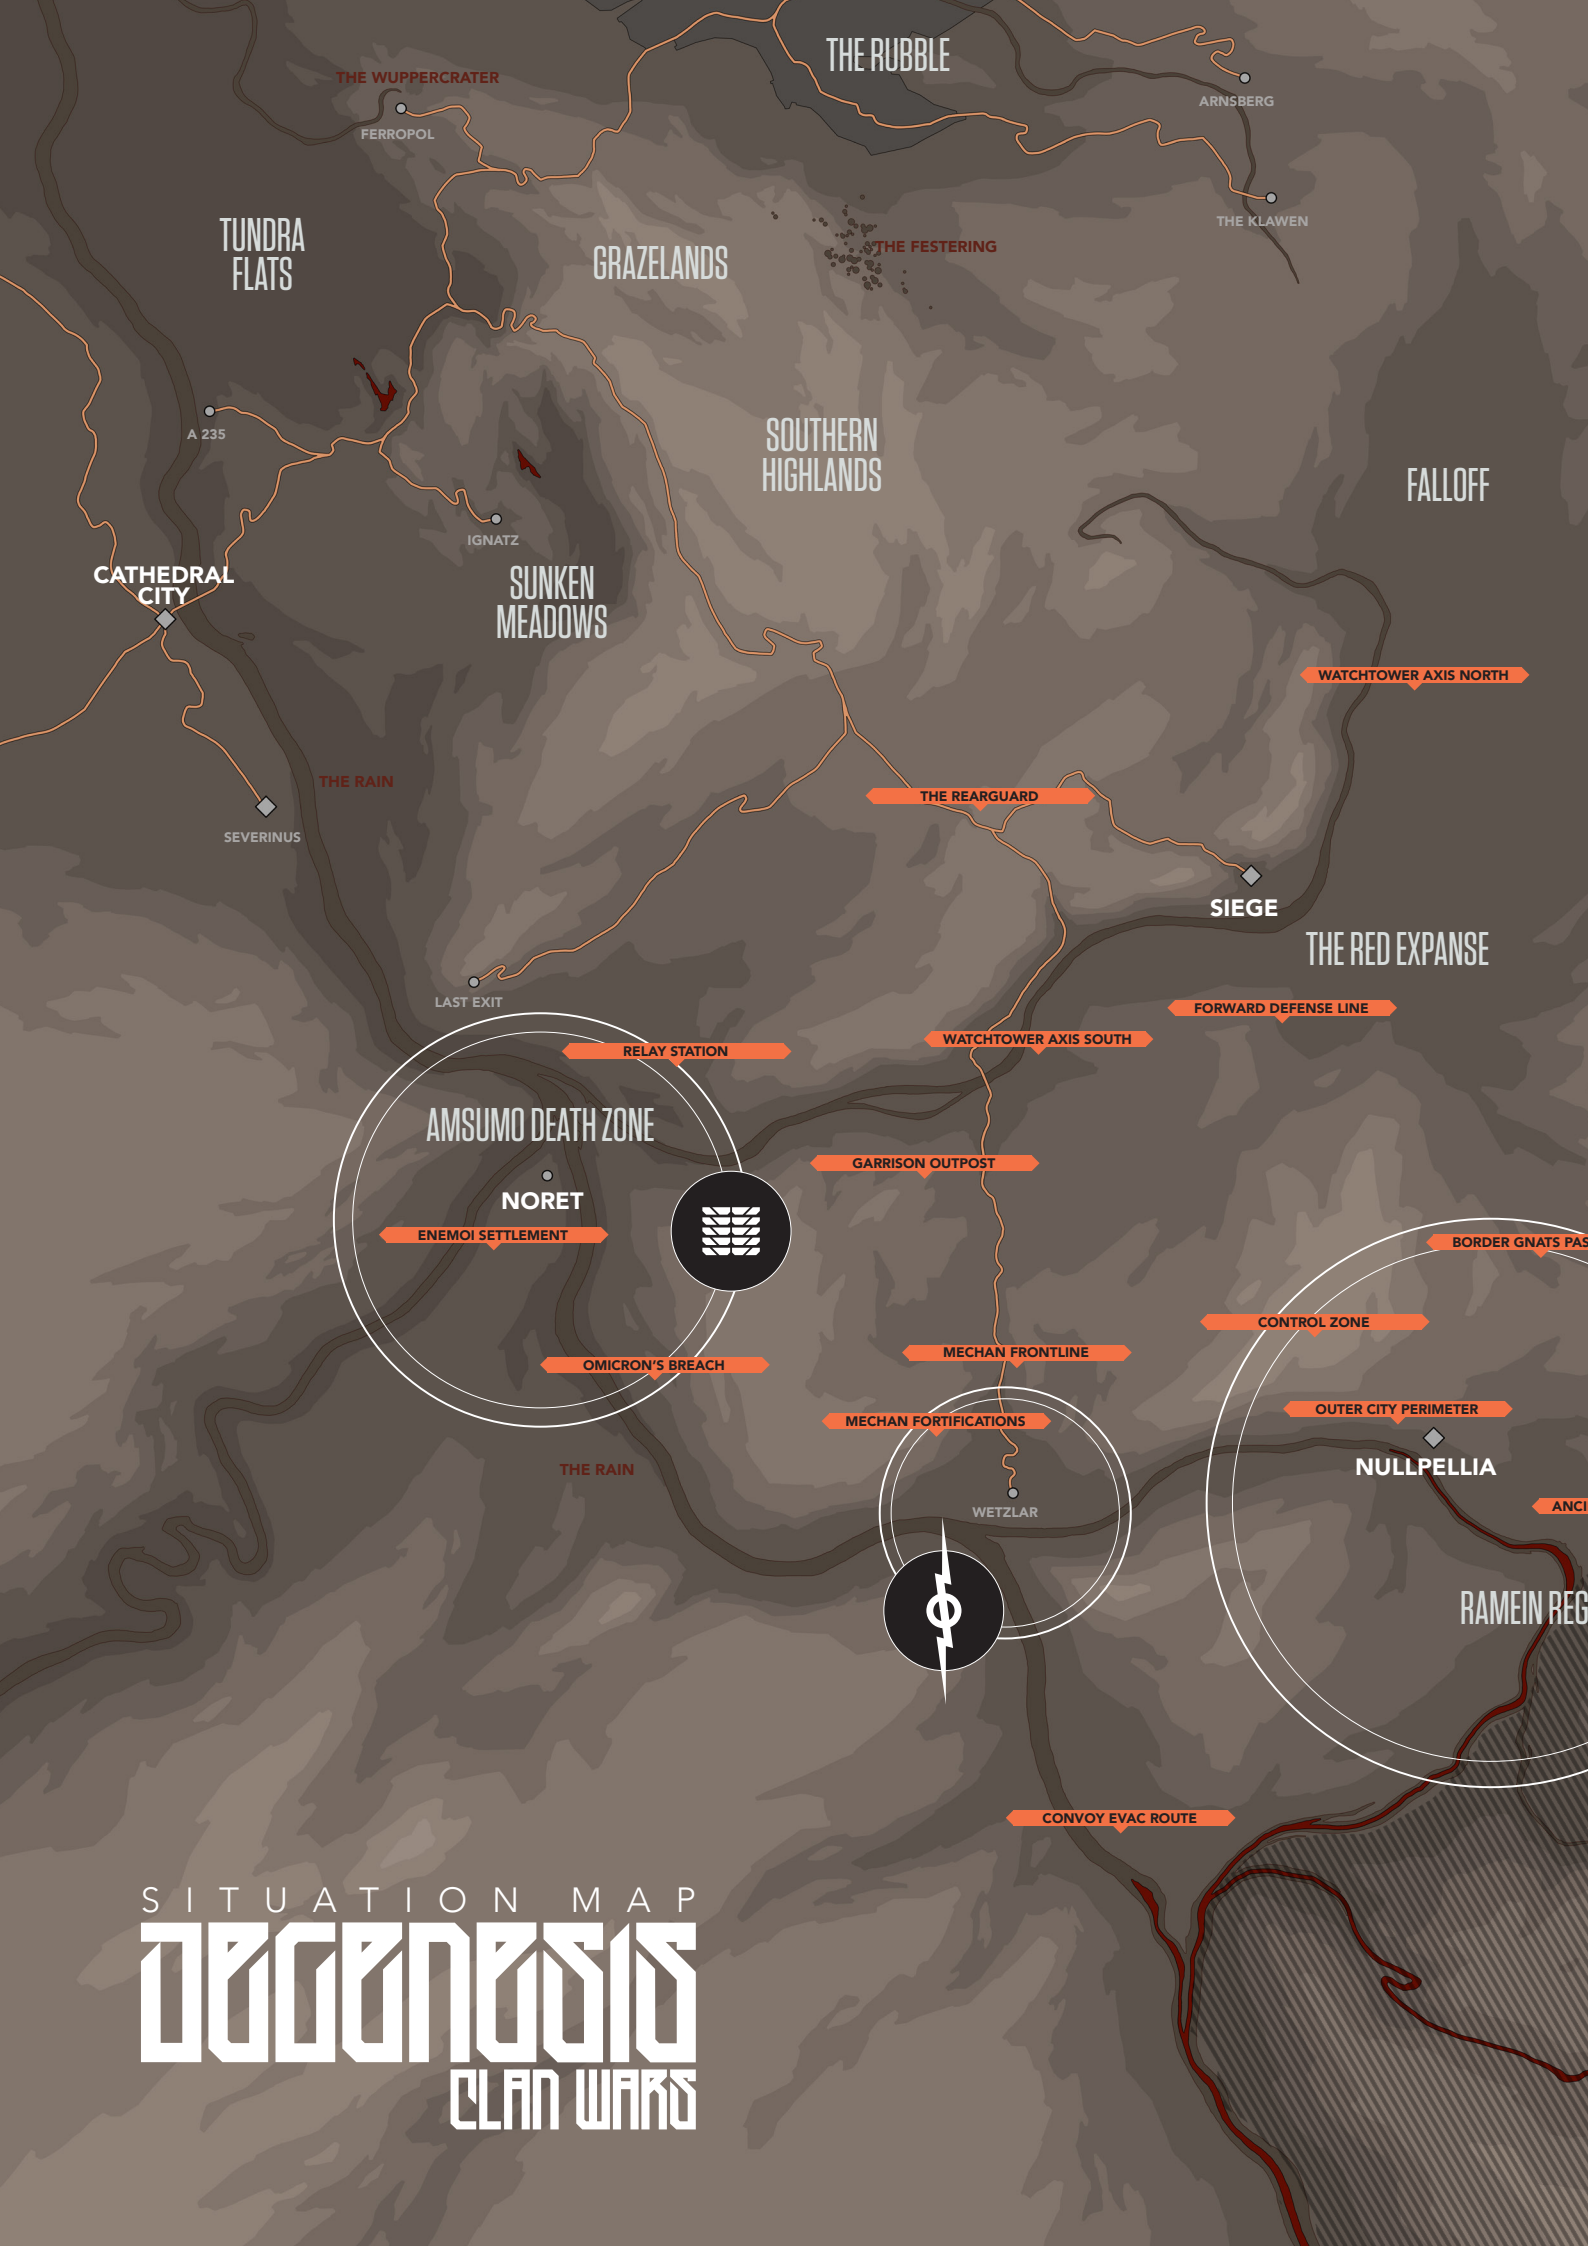 THE RUBBLE
THE WUPPERCRATER
ARNSBERG
FERROPOL
THE KLAWEN
TUNDRA
FLATS
GRAZELANDS
THE FESTERING
A 235
SOUTHERN
HIGHLANDS
FALLOFF
IGNATZ
CATHEDRAL
CITY
SUNKEN
MEADOWS
WATCHTOWER AXIS NORTH
THE RAIN
THE REARGUARD
SEVERINUS
SIEGE
THE RED EXPANSE
LAST EXIT
FORWARD DEFENSE LINE
WATCHTOWER AXIS SOUTH
RELAY STATION
AMSUMO DEATH ZONE
GARRISON OUTPOST
NORET
ENEMOI SETTLEMENT
BORDER GNATS PAS
CONTROL ZONE
MECHAN FRONTLINE
OMICRON'S BREACH
OUTER CITY PERIMETER
MECHAN FORTIFICATIONS
NULLPELLIA
THE RAIN
ANCI
WETZLAR
RAMEIN REG
CONVOY EVAC ROUTE
SITUATION MAP
DEGENESIS
CLAN WARS